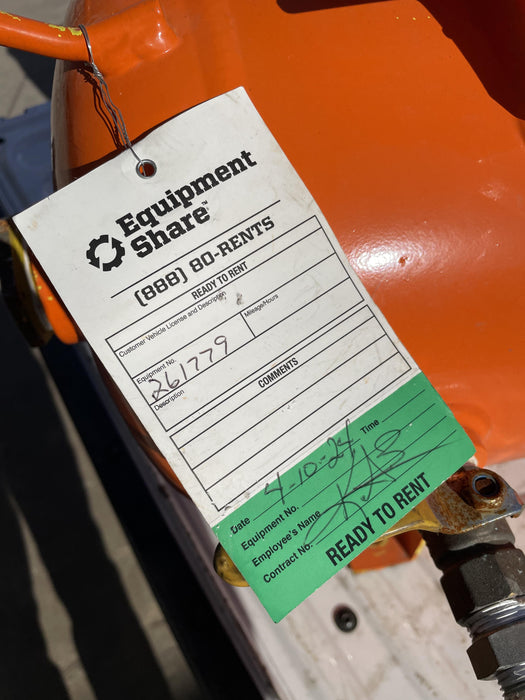 Equipment
Share™
(888) 80-RENTS
READY TO RENT
Customer Vehicle License and Description
Mileage/Hours
Equipment No.
261779
Description
COMMENTS
Date 4-10-24 Time
Equipment No.
Employee's Name
Contract No.
READY TO RENT